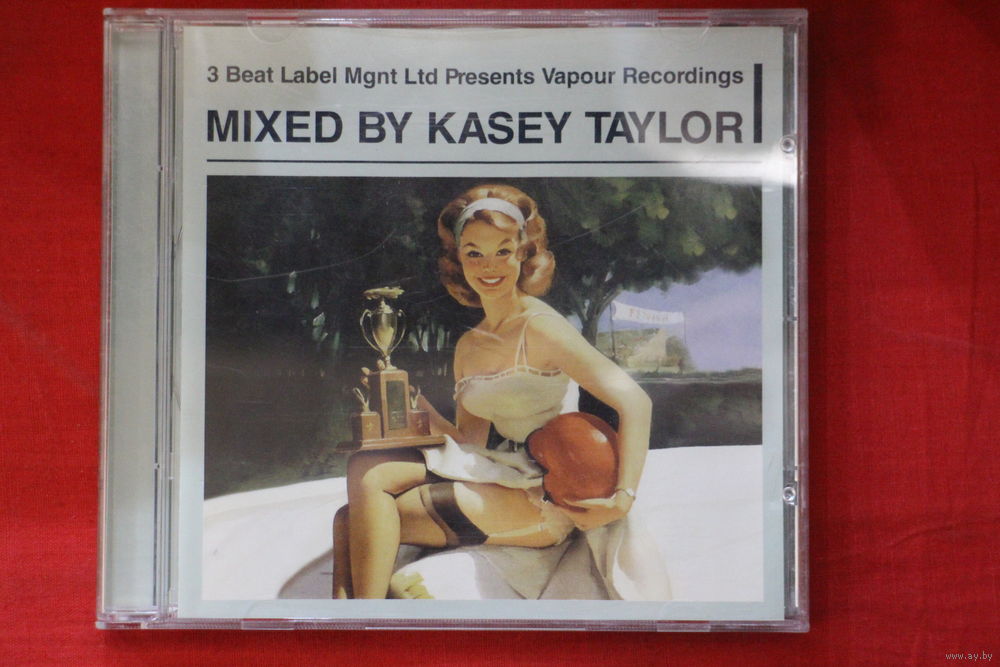 3 Beat Label Mgnt Ltd Presents Vapour Recordings
MIXED BY KASEY TAYLOR
www.ay.by